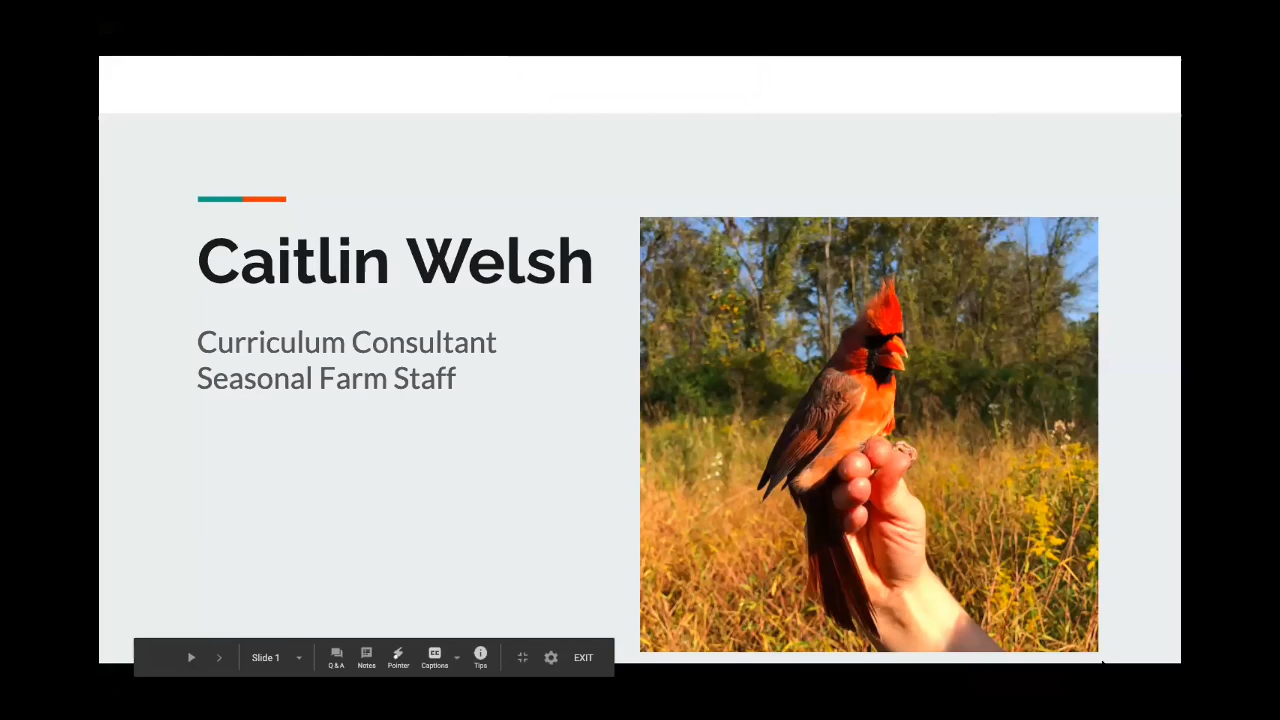 Caitlin Welsh
Curriculum Consultant
Seasonal Farm Staff
Slide 1
Q & A
Notes
Pointer
Captions
Tips
EXIT